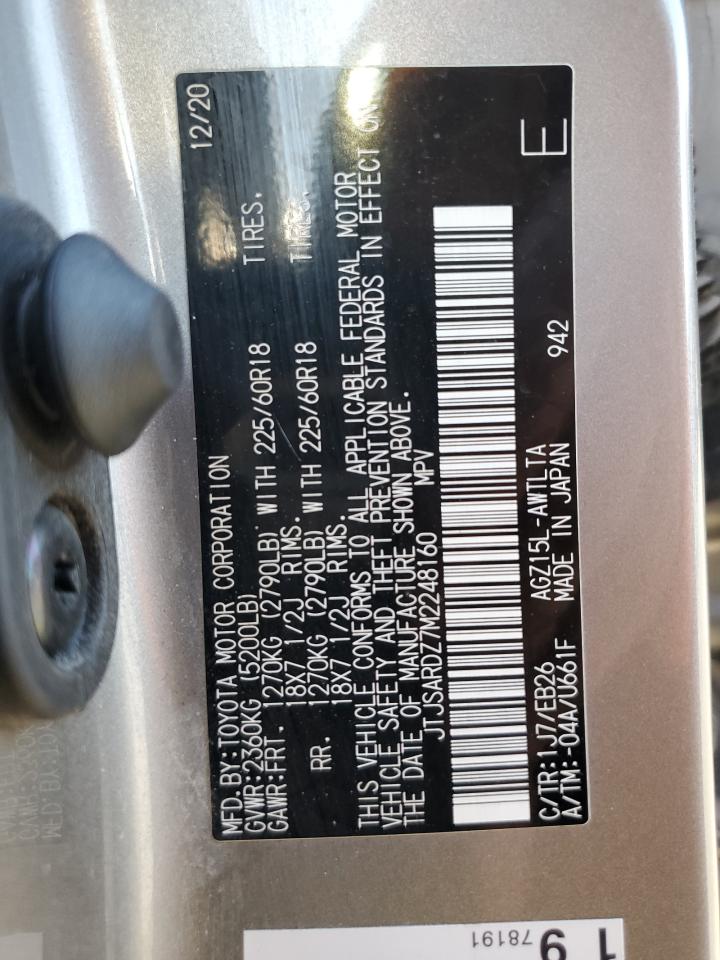 MFD.BY:TOYOTA MOTOR CORPORATION 12/20
GVWR:2360KG (5200LB)
GAWR:FRT. 1270KG (2790LB) WITH 225/60R18 TIRES,
18X7 1/2J RIMS.
RR. 1270KG (2790LB) WITH 225/60R18 TIRES,
18X7 1/2J RIMS.
THIS VEHICLE CONFORMS TO ALL APPLICABLE FEDERAL MOTOR
VEHICLE SAFETY AND THEFT PREVENTION STANDARDS IN EFFECT ON
THE DATE OF MANUFACTURE SHOWN ABOVE.
JTJSARDZ7M2248160 MPV
C/TR:1J7/EB26 AGZ15L-AWTLTA 942 E
A/TM:-04A/U661F MADE IN JAPAN
78191
19